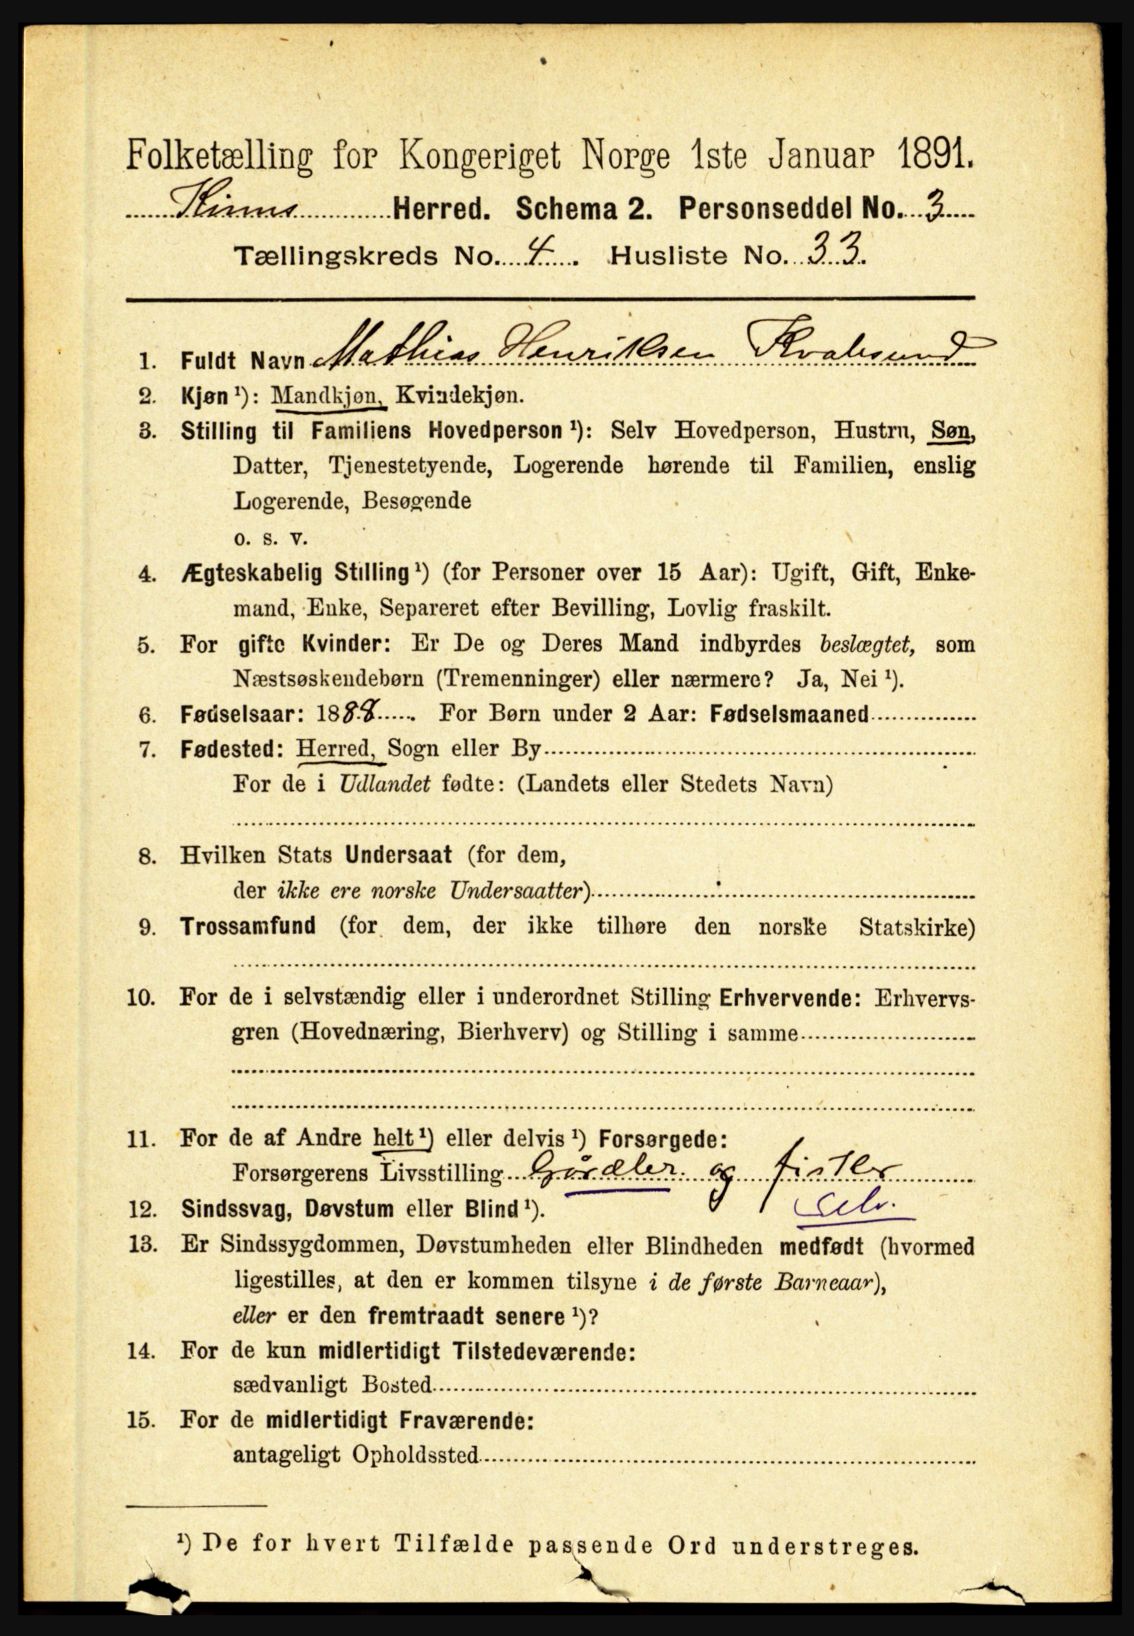 Folketælling for Kongeriget Norge 1ste Januar 1891.
Kinns Herred. Schema 2. Personseddel No. 3
Tællingskreds No. 4. Husliste No. 33.
1. Fuldt Navn Mathias Henriksen Kvalesund
2. Kjøn ¹): Mandkjøn, Kvindekjøn.
3. Stilling til Familiens Hovedperson ¹): Selv Hovedperson, Hustru, Søn,
Datter, Tjenestetyende, Logerende hørende til Familien, enslig
Logerende, Besøgende
o. s. v.
4. Ægteskabelig Stilling ¹) (for Personer over 15 Aar): Ugift, Gift, Enke-
mand, Enke, Separeret efter Bevilling, Lovlig fraskilt.
5. For gifte Kvinder: Er De og Deres Mand indbyrdes beslægtet, som
Næstsøskendebørn (Tremenninger) eller nærmere? Ja, Nei ¹).
6. Fødselsaar: 1888. For Børn under 2 Aar: Fødselsmaaned
7. Fødested: Herred, Sogn eller By
For de i Udlandet fødte: (Landets eller Stedets Navn)
8. Hvilken Stats Undersaat (for dem,
der ikke ere norske Undersaatter)
9. Trossamfund (for dem, der ikke tilhøre den norske Statskirke)
10. For de i selvstændig eller i underordnet Stilling Erhvervende: Erhvervs-
gren (Hovednæring, Bierhverv) og Stilling i samme
11. For de af Andre helt ¹) eller delvis ¹) Forsørgede:
Forsørgerens Livsstilling og
12. Sindssvag, Døvstum eller Blind ¹). Selv.
13. Er Sindssygdommen, Døvstumheden eller Blindheden medfødt (hvormed
ligestilles, at den er kommen tilsyne i de første Barneaar),
eller er den fremtraadt senere ¹)?
14. For de kun midlertidigt Tilstedeværende:
sædvanligt Bosted
15. For de midlertidigt Fraværende:
antageligt Opholdssted
¹) De for hvert Tilfælde passende Ord understreges.